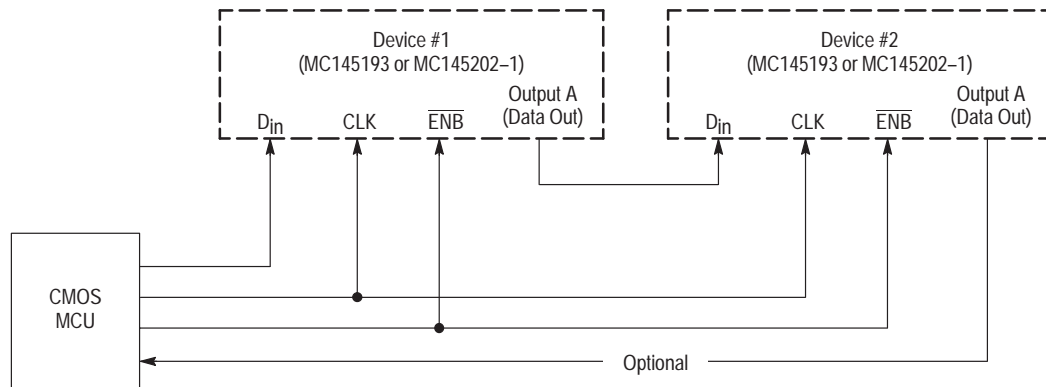 Device #1
(MC145193 or MC145202–1)
Output A
(Data Out)
Din
CLK
ENB
Device #2
(MC145193 or MC145202–1)
Output A
(Data Out)
Din
CLK
ENB
CMOS
MCU
Optional